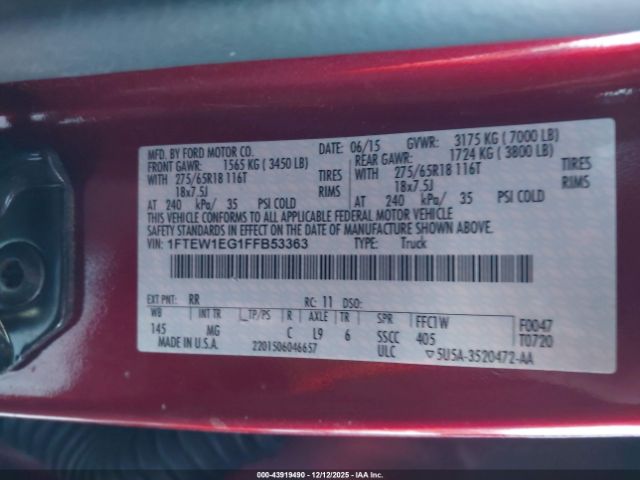 MFD. BY FORD MOTOR CO. DATE: 06/15 GVWR: 3175 KG ( 7000 LB)
FRONT GAWR: 1565 KG ( 3450 LB) REAR GAWR: 1724 KG ( 3800 LB)
WITH 275/65R18 116T TIRES WITH 275/65R18 116T TIRES
18x7.5J RIMS 18x7.5J RIMS
AT 240 kPa/ 35 PSI COLD AT 240 kPa/ 35 PSI COLD
THIS VEHICLE CONFORMS TO ALL APPLICABLE FEDERAL MOTOR VEHICLE
SAFETY STANDARDS IN EFFECT ON THE DATE OF MANUFACTURE SHOWN ABOVE.
VIN: 1FTEW1EG1FFB53363 TYPE: Truck
EXT PNT: RR RC: 11 DSO:
WB INT TR TP/PS R AXLE TR SPR FFC1W F0047
145 MG C L9 6 SSCC 405 T0720
MADE IN U.S.A. 2201506046657 ULC ▽5U5A-3520472-AA
000-43919490 - 12/12/2025 - IAA Inc.